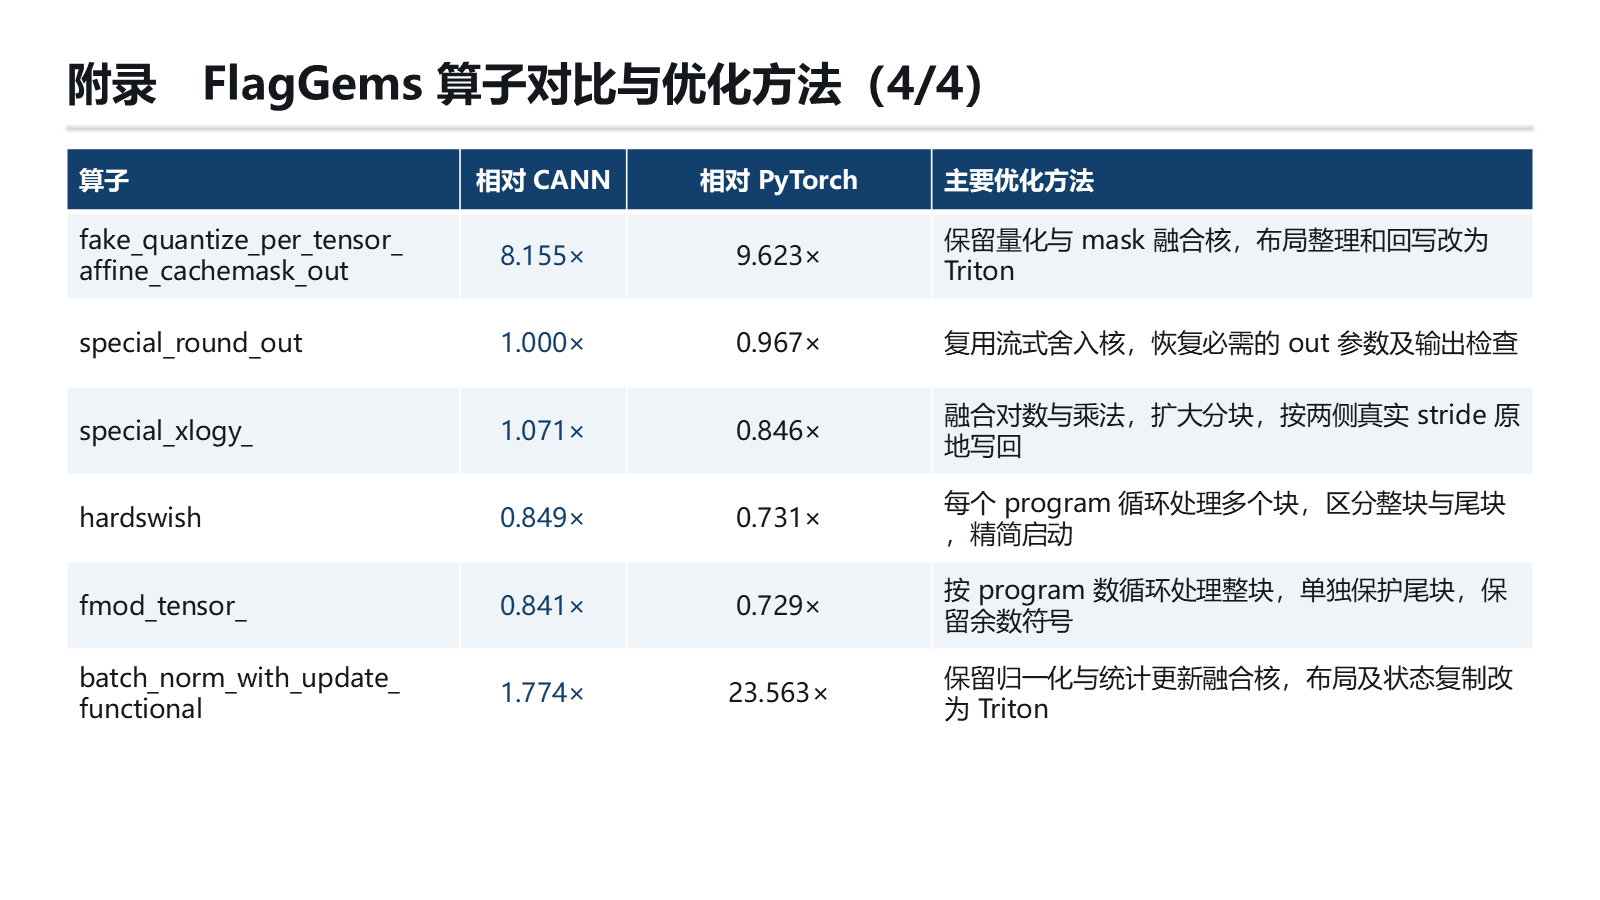 附录 FlagGems 算子对比与优化方法（4/4）
算子 相对 CANN 相对 PyTorch 主要优化方法
fake_quantize_per_tensor_
affine_cachemask_out
8.155× 9.623×
保留量化与 mask 融合核，布局整理和回写改为
Triton
special_round_out 1.000× 0.967× 复用流式舍入核，恢复必需的 out 参数及输出检查
special_xlogy_ 1.071× 0.846×
融合对数与乘法，扩大分块，按两侧真实 stride 原
地写回
hardswish 0.849× 0.731×
每个 program 循环处理多个块，区分整块与尾块
，精简启动
fmod_tensor_ 0.841× 0.729×
按 program 数循环处理整块，单独保护尾块，保
留余数符号
batch_norm_with_update_
functional
1.774× 23.563×
保留归一化与统计更新融合核，布局及状态复制改
为 Triton